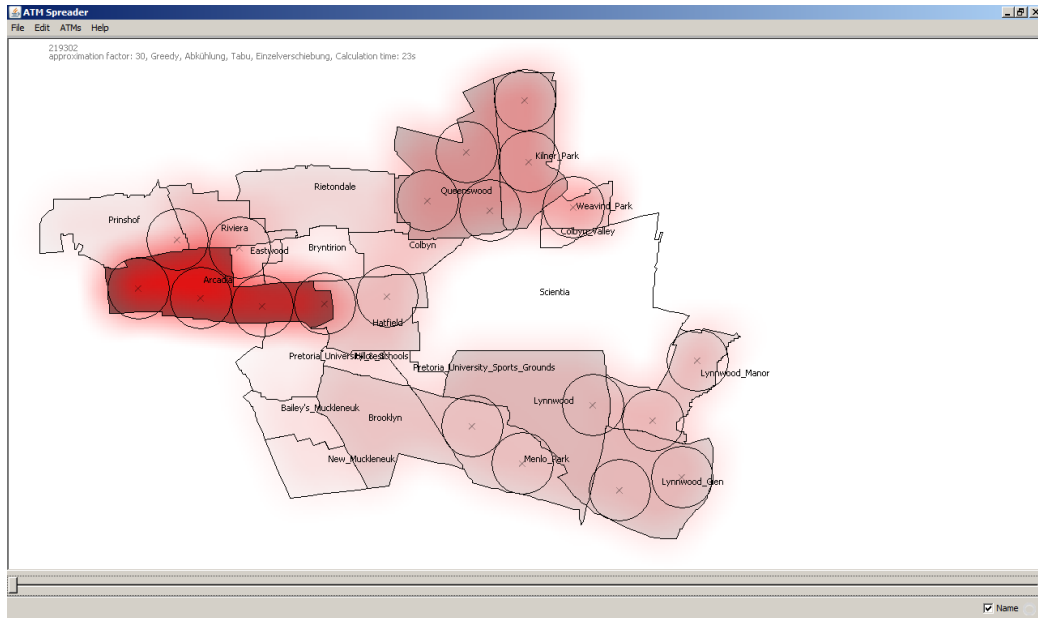 ATM Spreader
File Edit ATMs Help
219302
approximation factor: 30, Greedy, Abkühlung, Tabu, Einzelverschiebung, Calculation time: 23s
Kilner_Park
Rietondale
Queenswood
Weavind_Park
Prinshof
Riviera
Colbyn_Valley
Eastwood
Bryntirion
Colbyn
Arcadia
Scientia
Hatfield
Pretoria_University
Schools
Pretoria_University_Sports_Grounds
Lynnwood_Manor
Lynnwood
Bailey's_Muckleneuk
Brooklyn
New_Muckleneuk
Menlo_Park
Lynnwood_Glen
Name